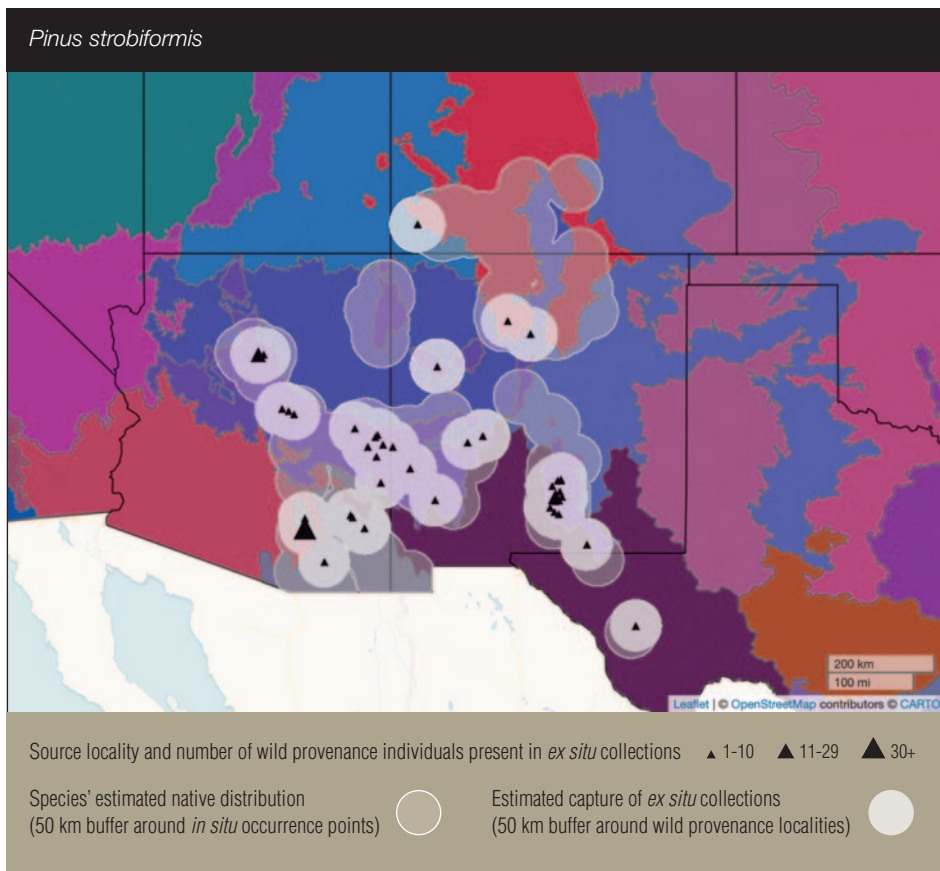 Pinus strobiformis
200 km
100 mi
Leaflet | © OpenStreetMap contributors © CARTO
Source locality and number of wild provenance individuals present in ex situ collections ▲ 1-10 ▲ 11-29 ▲ 30+
Species' estimated native distribution
(50 km buffer around in situ occurrence points)
Estimated capture of ex situ collections
(50 km buffer around wild provenance localities)